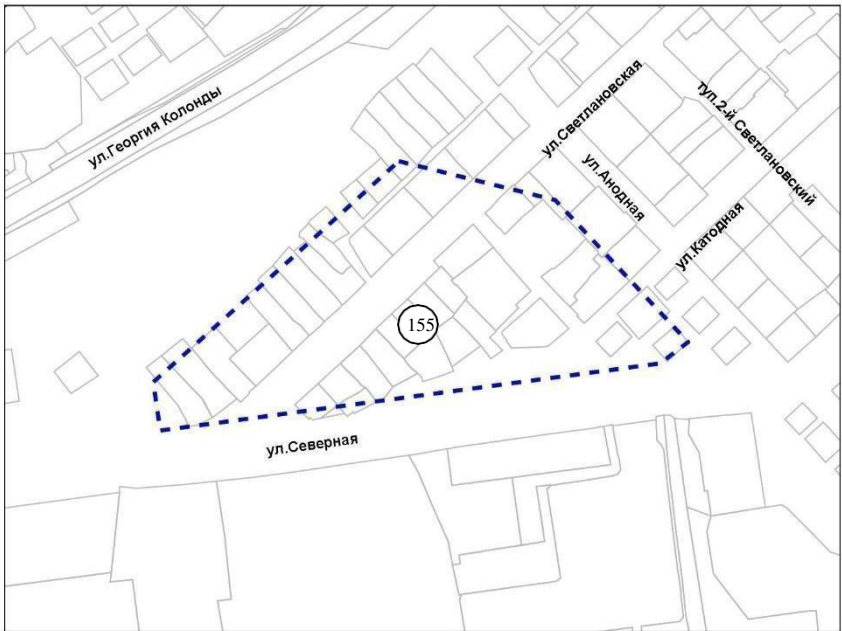 ул.Георгия Колонды
ул.Светлановская
туп.2-й Светлановский
ул.Анодная
ул.Катодная
155
ул.Северная